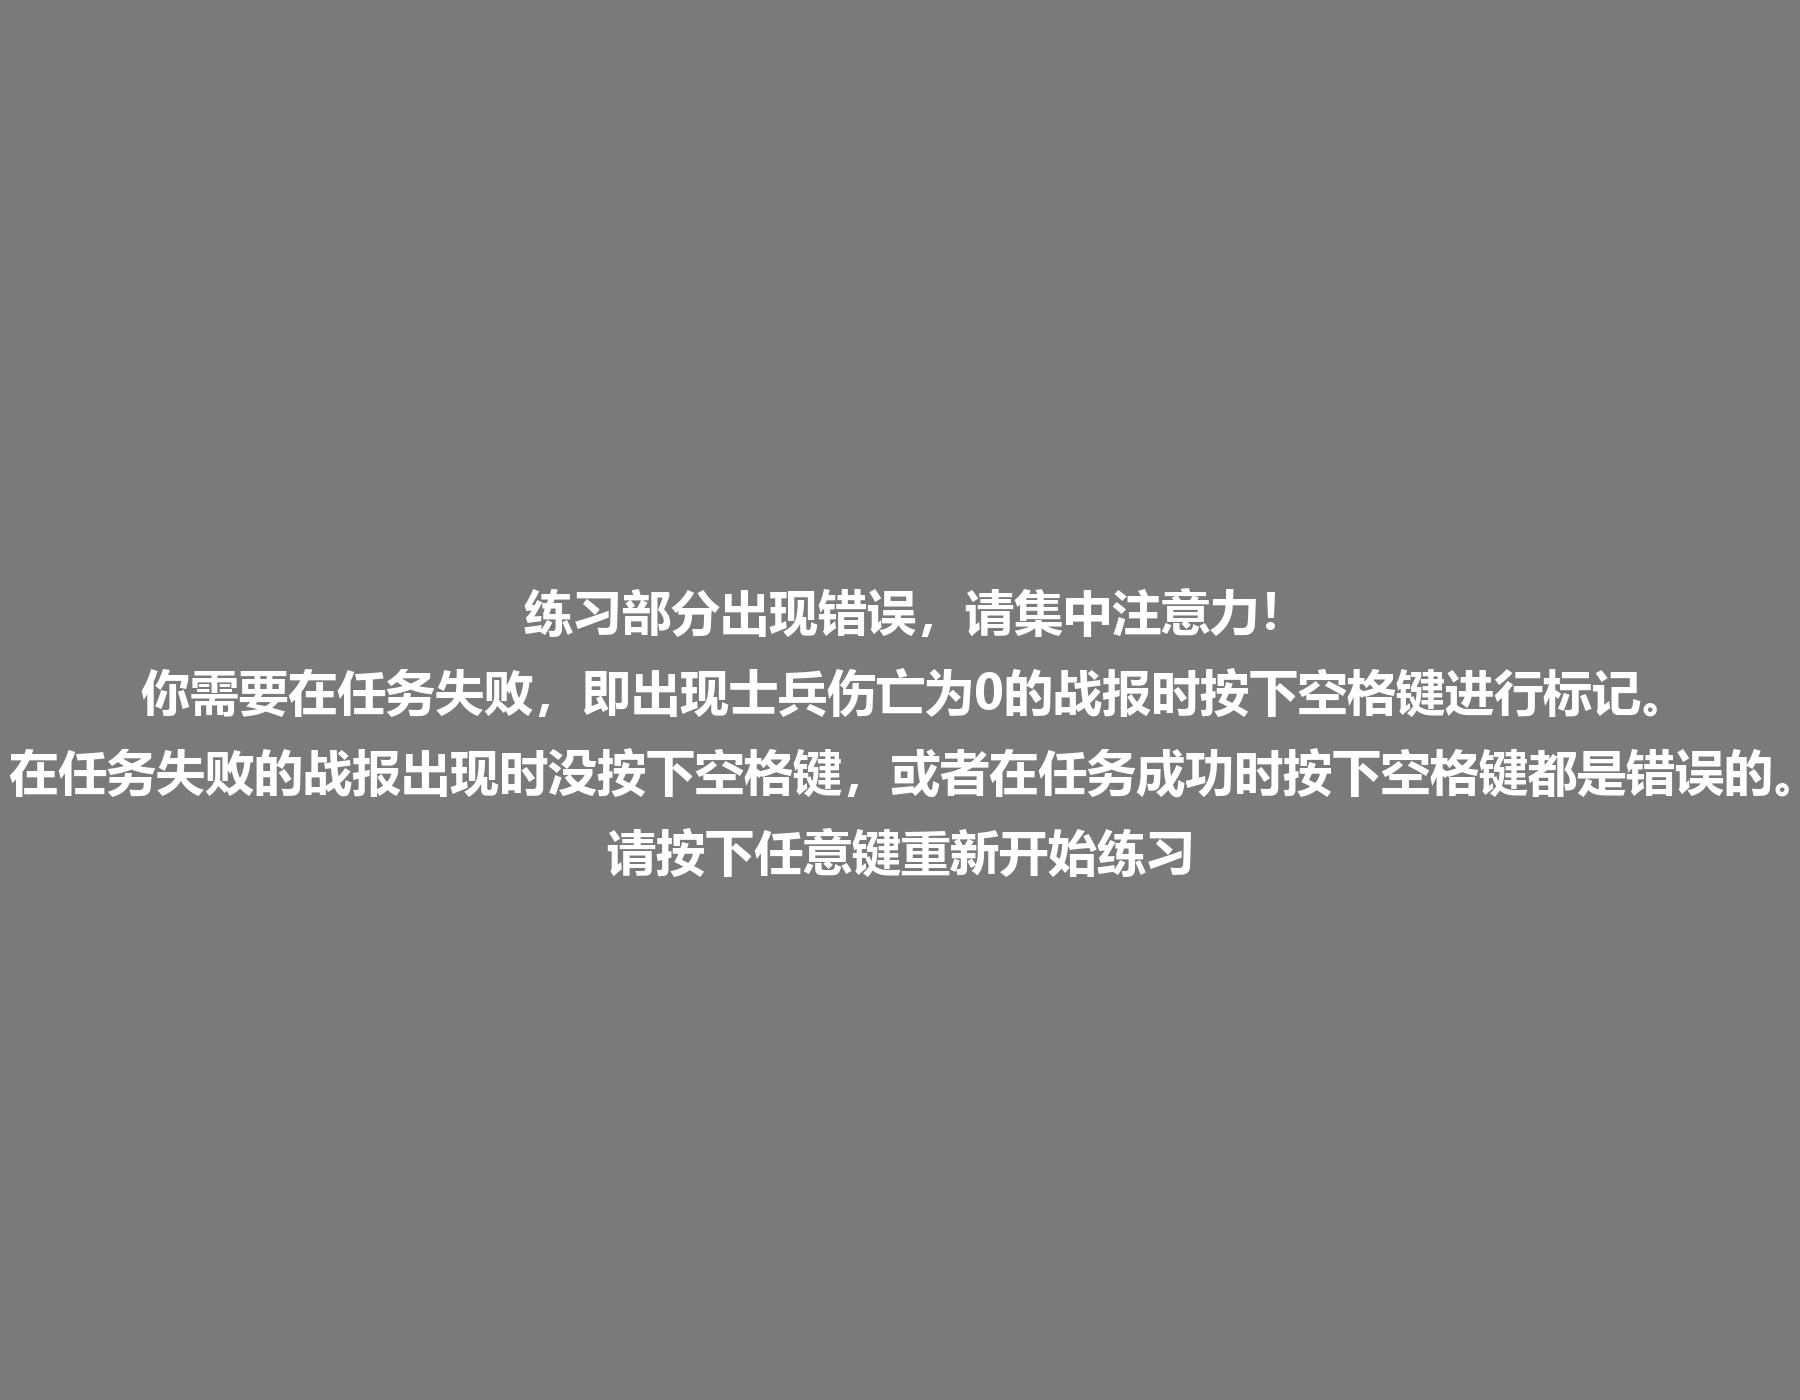 练习部分出现错误，请集中注意力！
你需要在任务失败，即出现士兵伤亡为0的战报时按下空格键进行标记。
在任务失败的战报出现时没按下空格键，或者在任务成功时按下空格键都是错误的。
请按下任意键重新开始练习